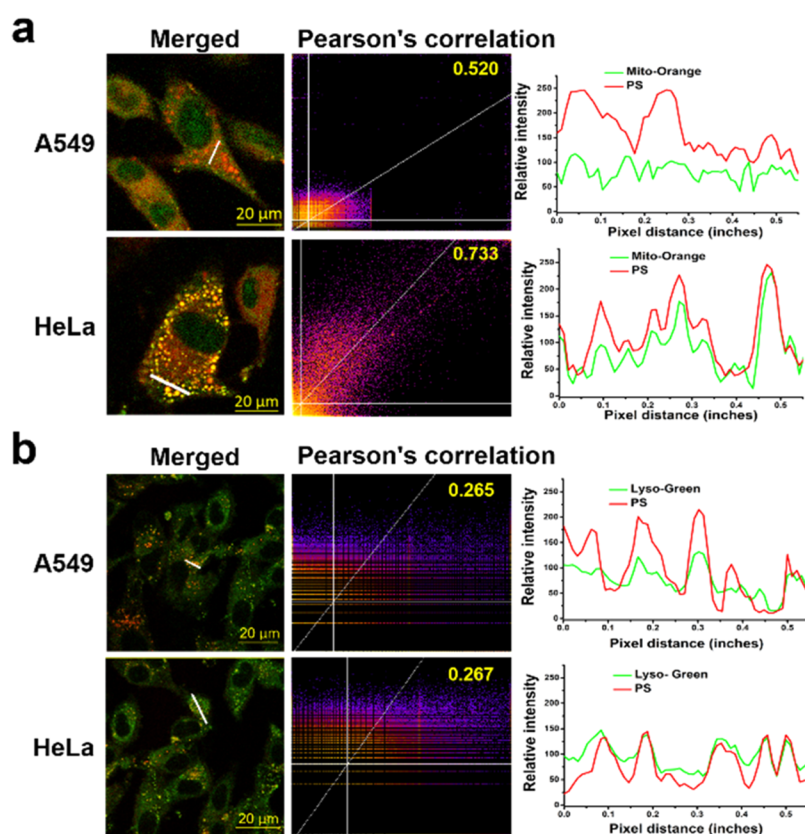 a
Merged
Pearson's correlation
A549
20 µm
0.520
Mito-Orange
PS
Relative intensity
250
200
150
100
50
0
0.0 0.1 0.2 0.3 0.4 0.5
Pixel distance (inches)
HeLa
20 µm
0.733
Mito-Orange
PS
Relative intensity
250
200
150
100
50
0
0.0 0.1 0.2 0.3 0.4 0.5
Pixel distance (inches)
b
Merged
Pearson's correlation
A549
20 µm
0.265
Lyso-Green
PS
Relative intensity
250
200
150
100
50
0
0.0 0.1 0.2 0.3 0.4 0.5
Pixel distance (inches)
HeLa
20 µm
0.267
Lyso- Green
PS
Relative intensity
250
200
150
100
50
0
0.0 0.1 0.2 0.3 0.4 0.5
Pixel distance (inches)